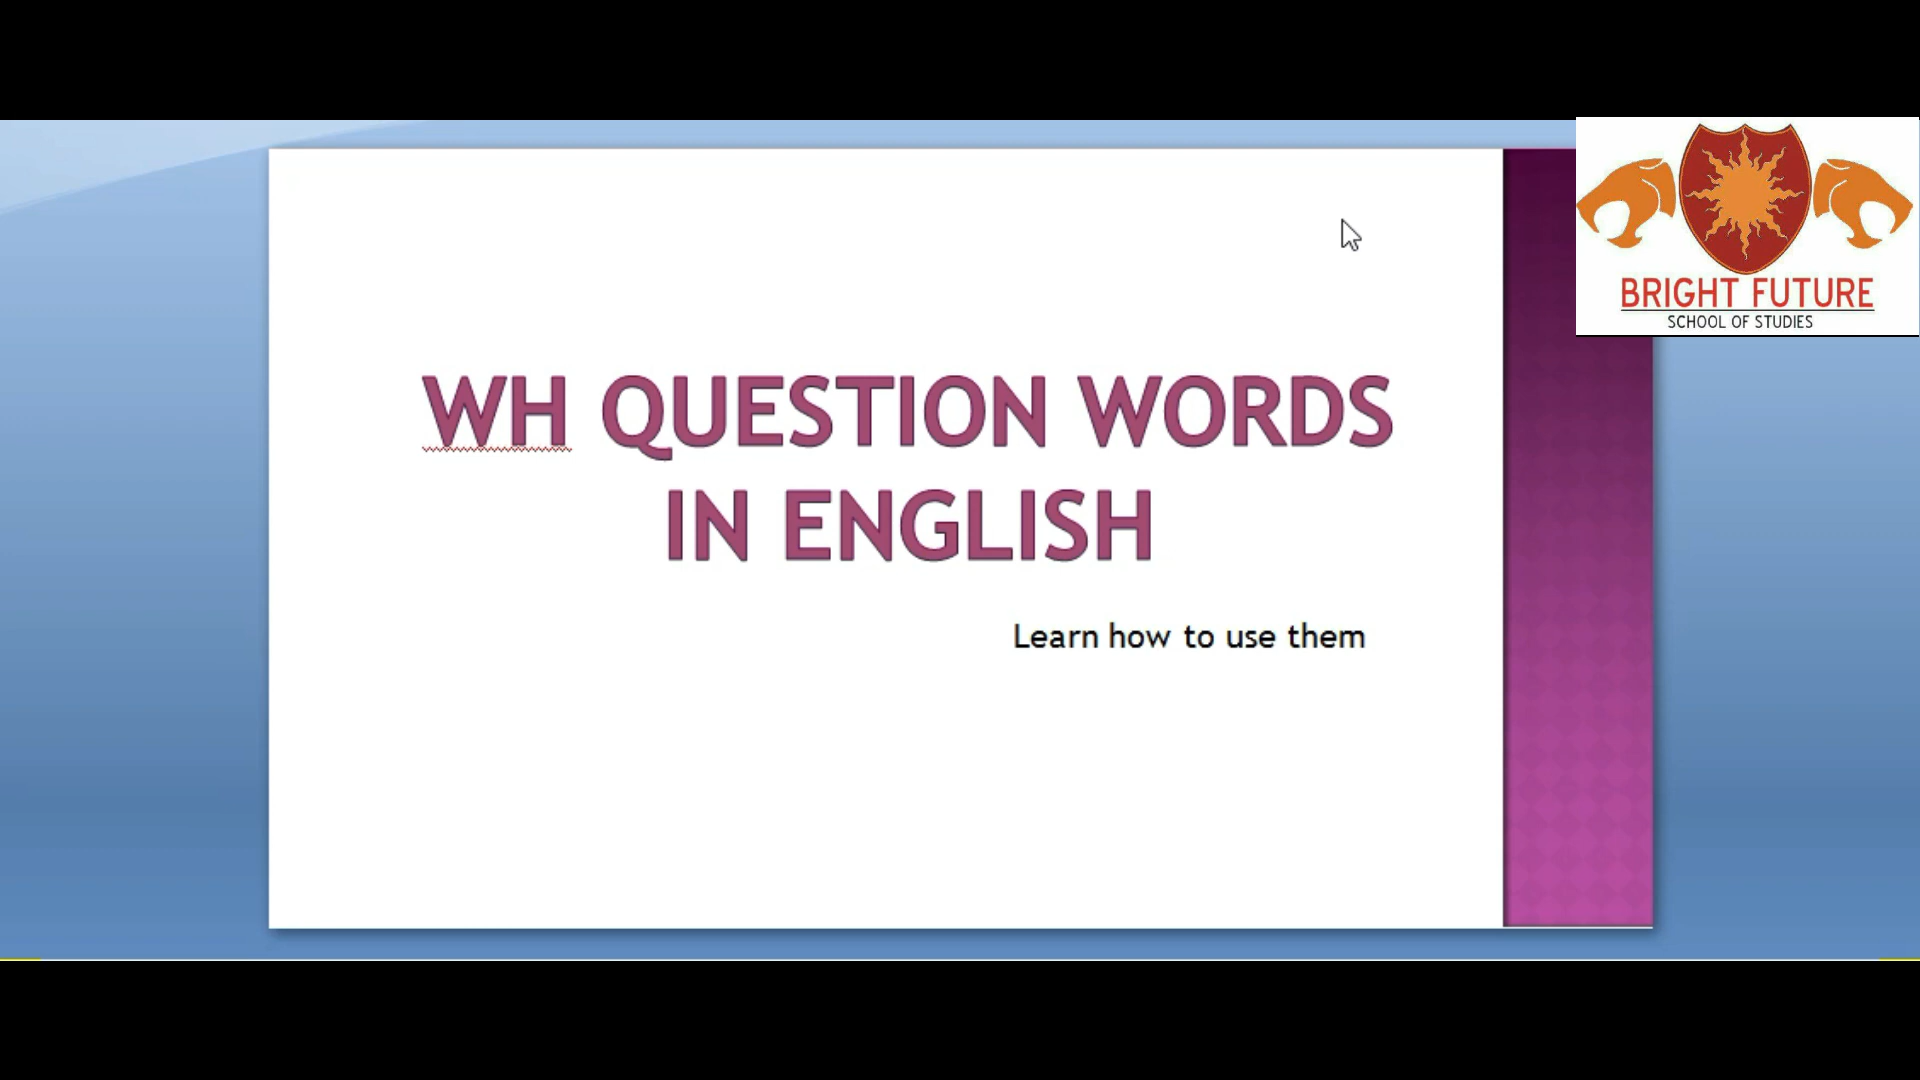 WH QUESTION WORDS
IN ENGLISH
Learn how to use them
BRIGHT FUTURE
SCHOOL OF STUDIES